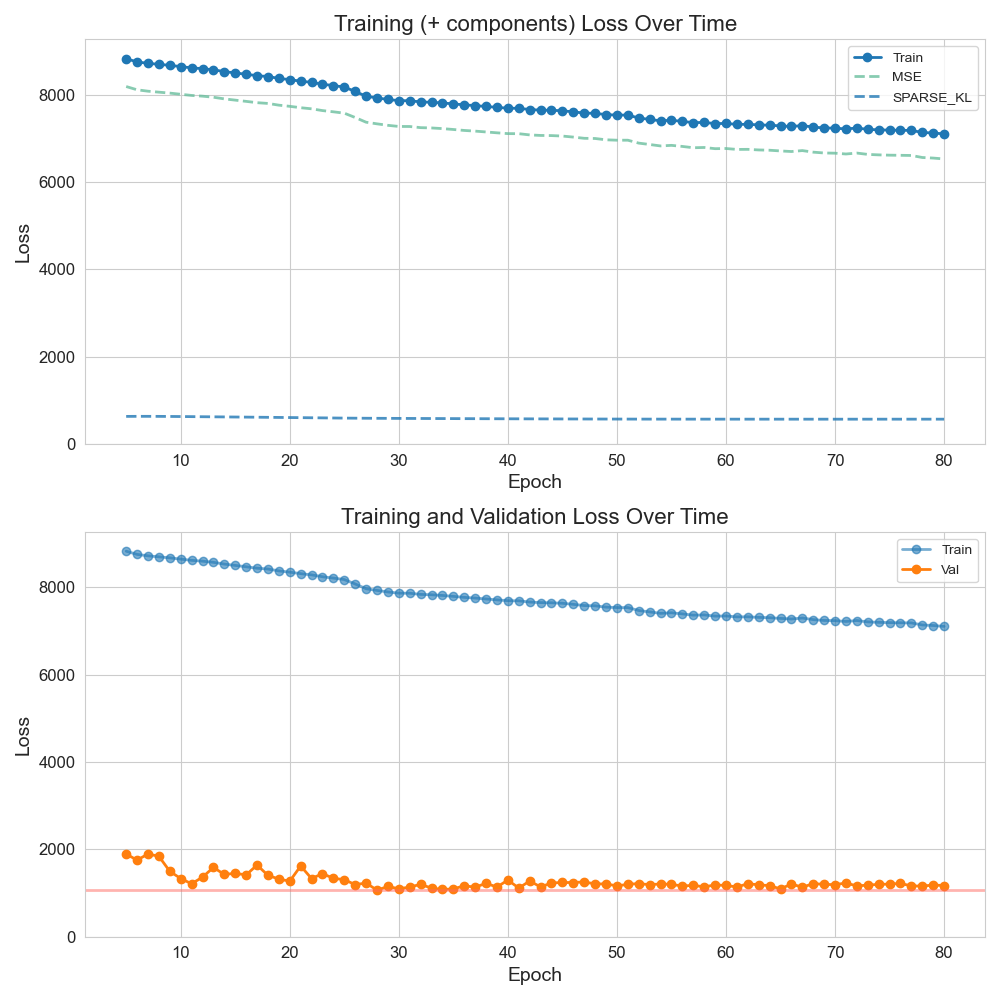 Training (+ components) Loss Over Time
Train
MSE
SPARSE_KL
8000
6000
4000
2000
0
Loss
10 20 30 40 50 60 70 80
Epoch
Training and Validation Loss Over Time
Train
Val
8000
6000
4000
2000
0
Loss
10 20 30 40 50 60 70 80
Epoch